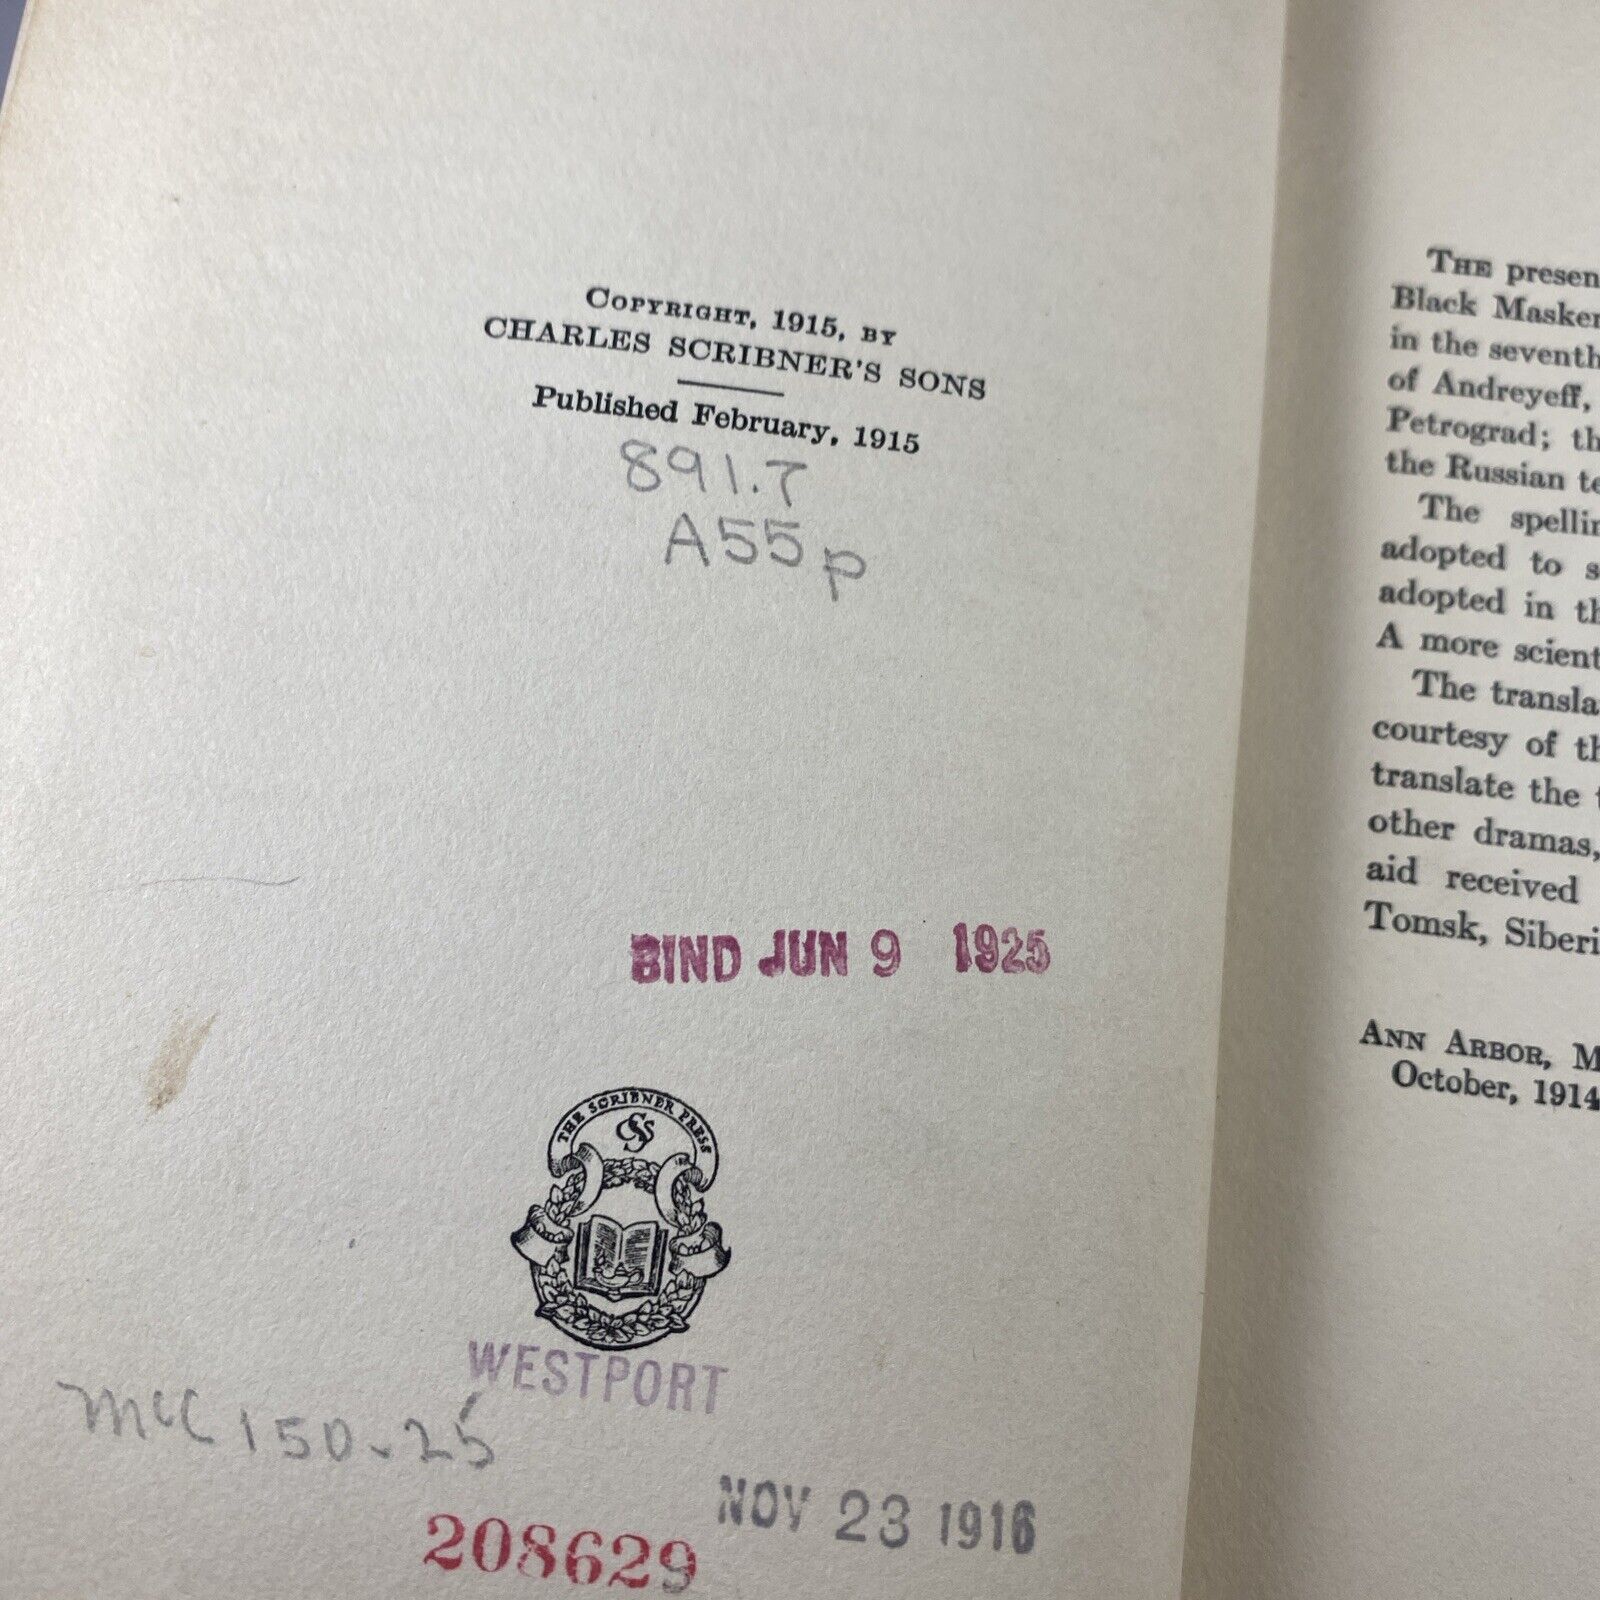 COPYRIGHT, 1915, BY
CHARLES SCRIBNER'S SONS
Published February, 1915
891.7
A55p
BIND JUN 9 1925
THE SCRIBNER PRESS
CSS
WESTPORT
McC 150-25
NOV 23 1916
208629
THE presen
Black Masker
in the seventh
of Andreyeff,
Petrograd; th
the Russian te
The spellin
adopted to s
adopted in th
A more scient
The transla
courtesy of th
translate the t
other dramas,
aid received
Tomsk, Siberi
ANN ARBOR, M
October, 1914